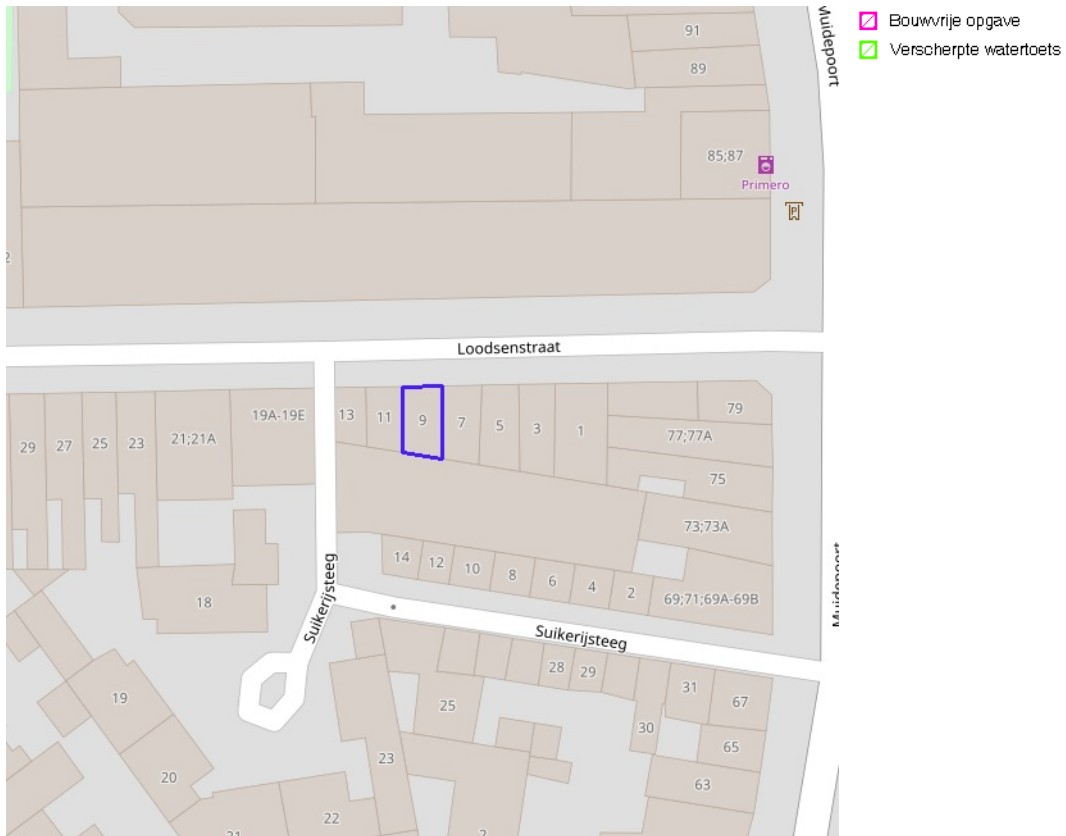 Muidepoort
Bouwvrije opgave
Verscherpte watertoets
91
89
85;87
Primero
P
2
Loodsenstraat
29
27
25
23
21;21A
19A-19E
13
11
9
7
5
3
1
79
77;77A
75
73;73A
14
12
10
8
6
4
2
69;71;69A-69B
18
Suikerijsteeg
Suikerijsteeg
28
29
31
67
19
25
30
65
23
20
63
22
21
2
Muidepoort